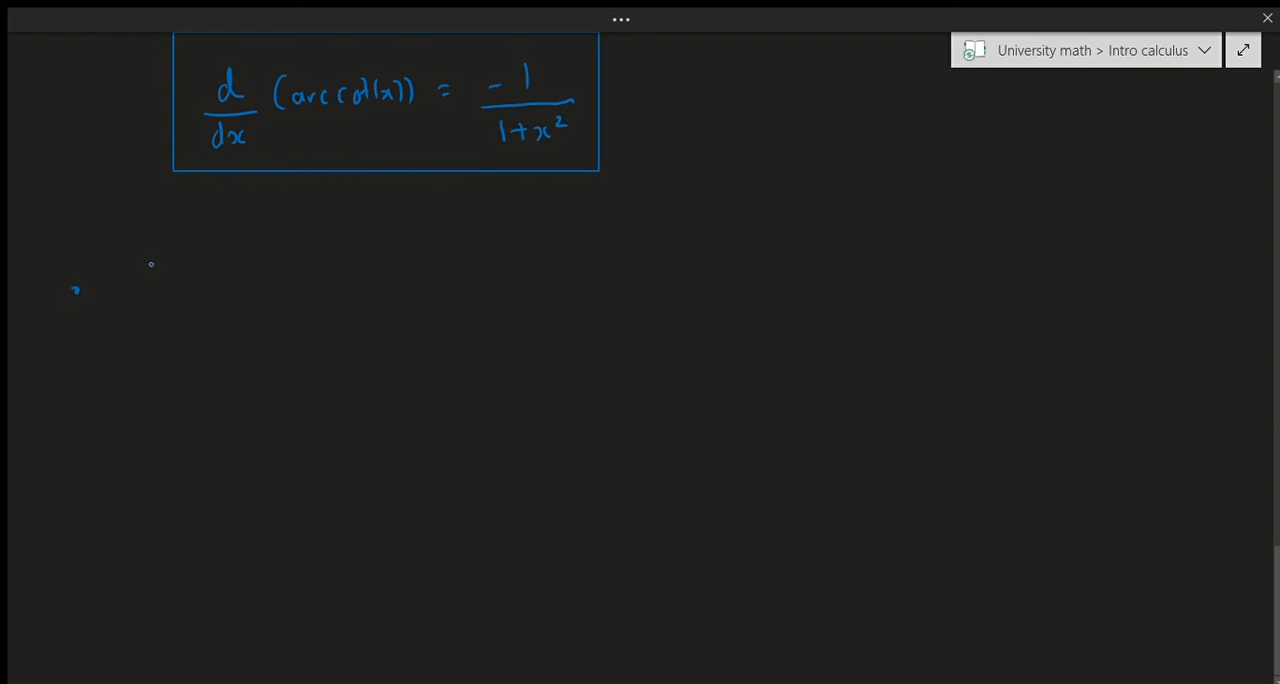 University math > Intro calculus
d/dx (arccot(x)) = -1/(1+x²)